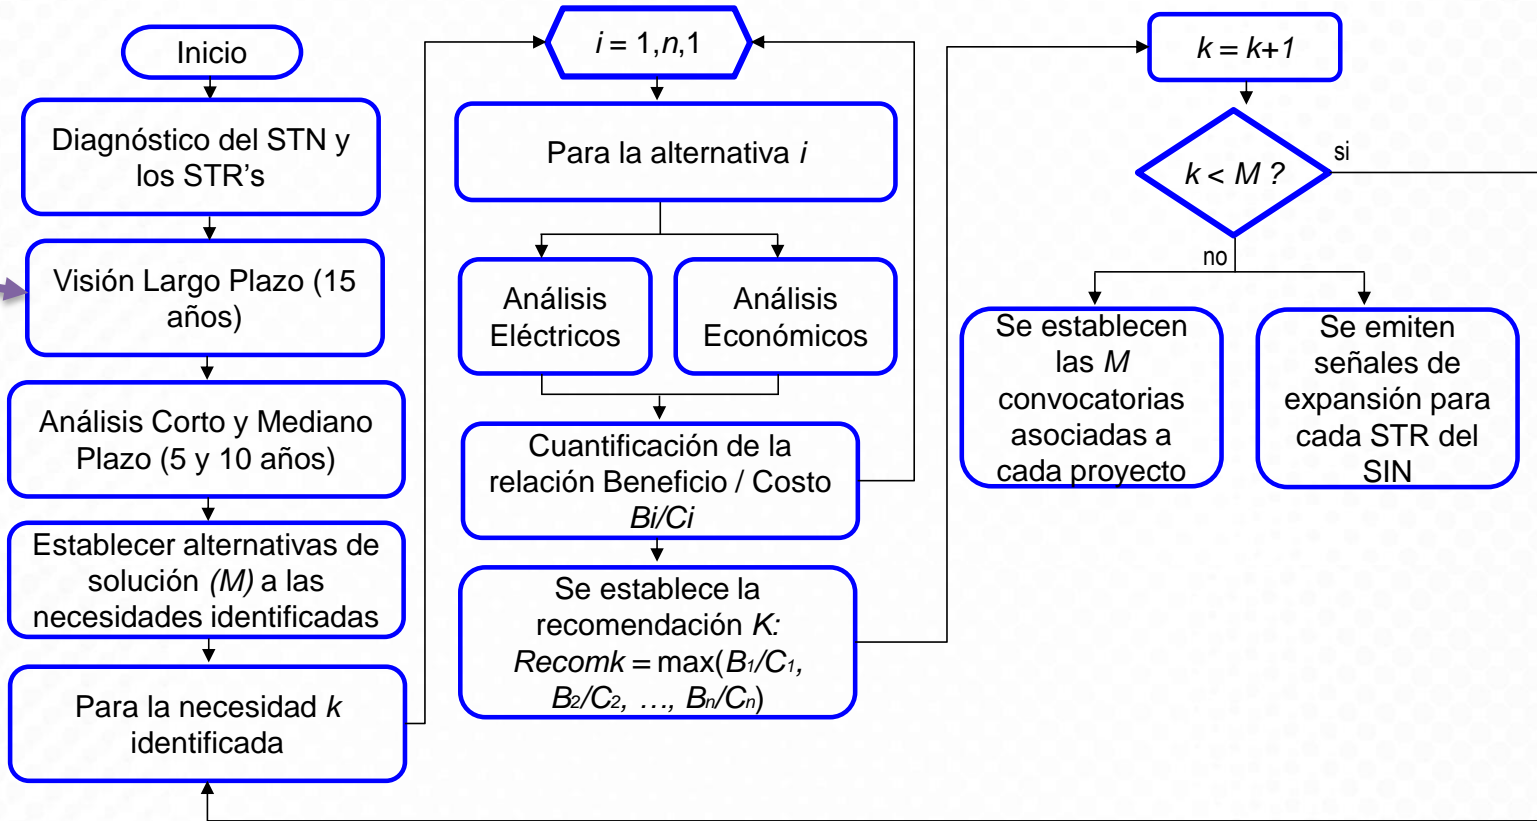 Inicio
Diagnóstico del STN y
los STR’s
Visión Largo Plazo (15
años)
Análisis Corto y Mediano
Plazo (5 y 10 años)
Establecer alternativas de
solución (M) a las
necesidades identificadas
Para la necesidad k
identificada
i = 1,n,1
Para la alternativa i
Análisis
Eléctricos
Análisis
Económicos
Cuantificación de la
relación Beneficio / Costo
Bi/Ci
Se establece la
recomendación K:
Recomk = max(B1/C1,
B2/C2, …, Bn/Cn)
k = k+1
k < M ?
si
no
Se establecen
las M
convocatorias
asociadas a
cada proyecto
Se emiten
señales de
expansión para
cada STR del
SIN